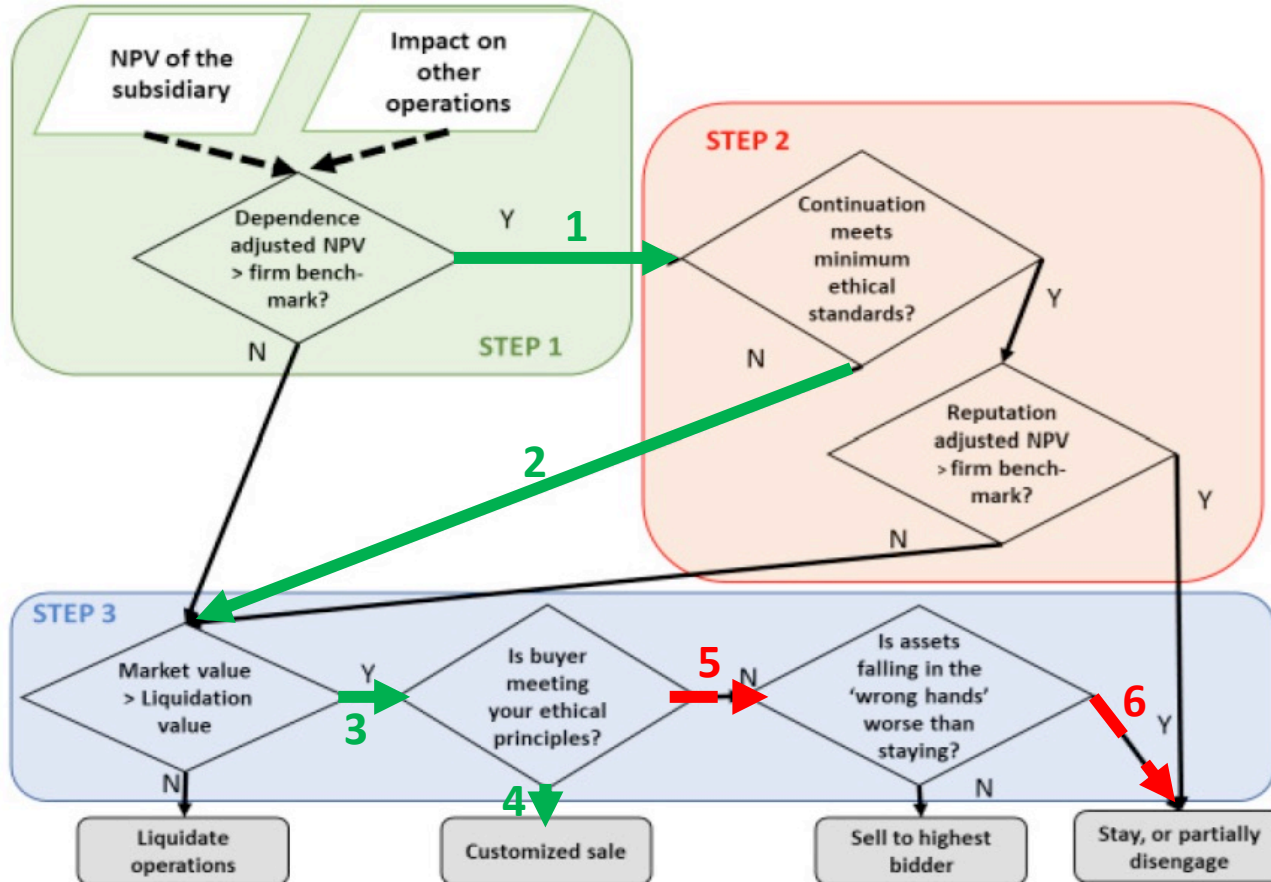 NPV of the
subsidiary
Impact on
other
operations
Dependence
adjusted NPV
> firm bench-
mark?
Y
1
N
STEP 1
STEP 2
Continuation
meets
minimum
ethical
standards?
Y
N
2
Reputation
adjusted NPV
> firm bench-
mark?
Y
N
STEP 3
Market value
> Liquidation
value
Y
3
N
Is buyer
meeting
your ethical
principles?
4
5
N
Is assets
falling in the
‘wrong hands’
worse than
staying?
6
Y
N
Liquidate
operations
Customized sale
Sell to highest
bidder
Stay, or partially
disengage